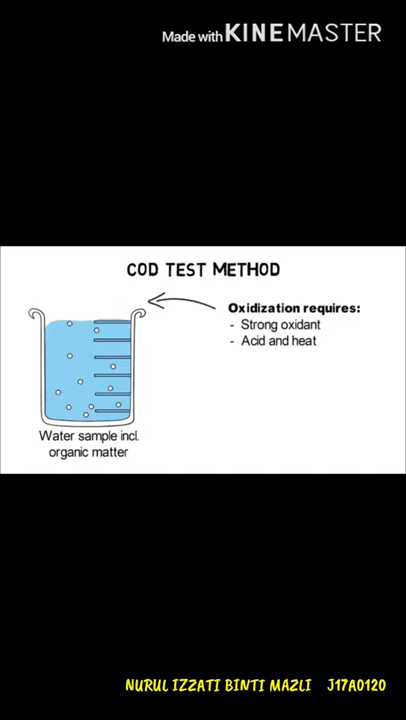 Made with KINEMASTER
COD TEST METHOD
Oxidization requires:
- Strong oxidant
- Acid and heat
Water sample incl.
organic matter
NURUL IZZATI BINTI MAZLI J17A0120